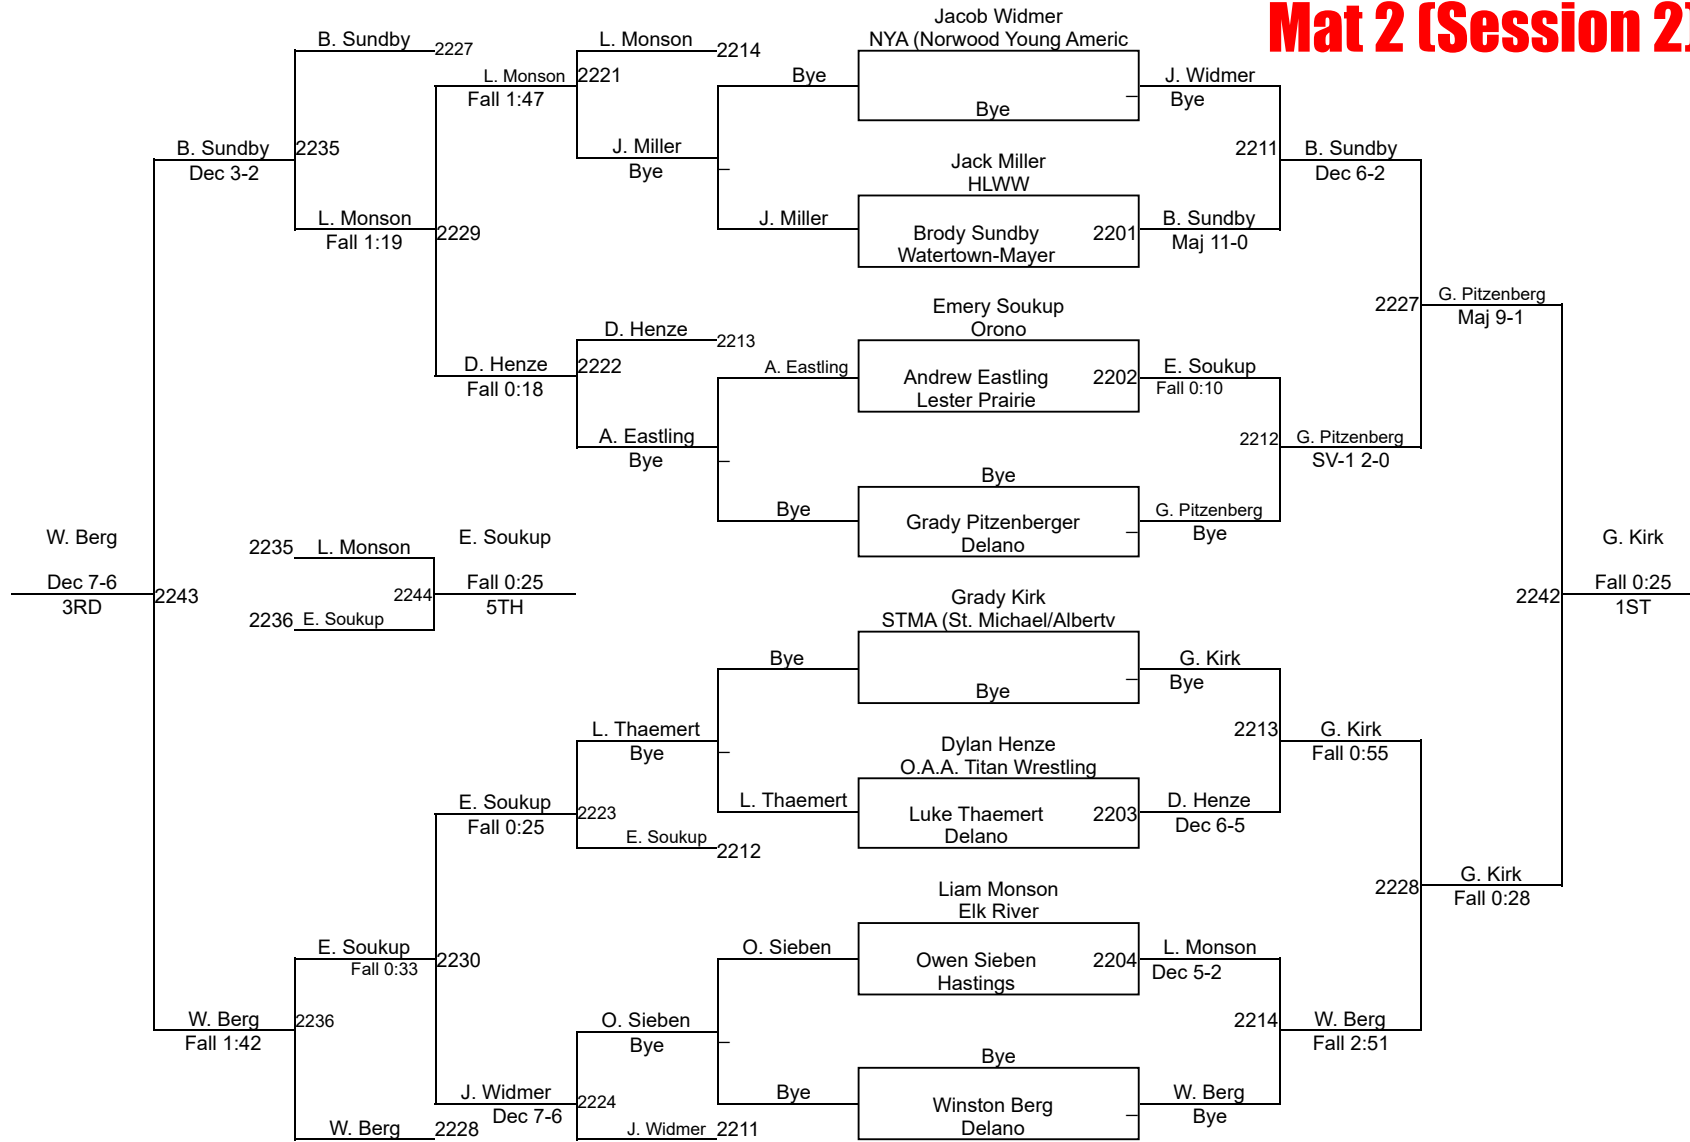 Mat 2 (Session 2)
Jacob Widmer
NYA (Norwood Young Americ
B. Sundby
2227
L. Monson
2214
L. Monson
2221
Fall 1:47
Bye
J. Widmer
Bye
Bye
B. Sundby
2235
Dec 3-2
J. Miller
Bye
Jack Miller
HLWW
2211
B. Sundby
Dec 6-2
L. Monson
Fall 1:19
2229
J. Miller
Brody Sundby
Watertown-Mayer
2201
B. Sundby
Maj 11-0
Emery Soukup
Orono
2227
G. Pitzenberg
Maj 9-1
D. Henze
2213
D. Henze
2222
Fall 0:18
A. Eastling
Andrew Eastling
Lester Prairie
2202
E. Soukup
Fall 0:10
A. Eastling
Bye
2212
G. Pitzenberg
SV-1 2-0
Bye
Bye
Grady Pitzenberger
Delano
G. Pitzenberg
Bye
W. Berg
Dec 7-6
3RD
2243
2235
L. Monson
2244
2236
E. Soukup
E. Soukup
Fall 0:25
5TH
G. Kirk
2242
Fall 0:25
1ST
Grady Kirk
STMA (St. Michael/Albertv
Bye
Bye
G. Kirk
Bye
L. Thaemert
Bye
Dylan Henze
O.A.A. Titan Wrestling
2213
G. Kirk
Fall 0:55
E. Soukup
Fall 0:25
2223
L. Thaemert
Luke Thaemert
Delano
2203
D. Henze
Dec 6-5
E. Soukup
2212
Liam Monson
Elk River
2228
G. Kirk
Fall 0:28
E. Soukup
Fall 0:33
2230
O. Sieben
Owen Sieben
Hastings
2204
L. Monson
Dec 5-2
W. Berg
Fall 1:42
2236
O. Sieben
Bye
2214
W. Berg
Fall 2:51
Bye
J. Widmer
Dec 7-6
2224
Bye
Winston Berg
Delano
W. Berg
Bye
W. Berg
2228
J. Widmer
2211